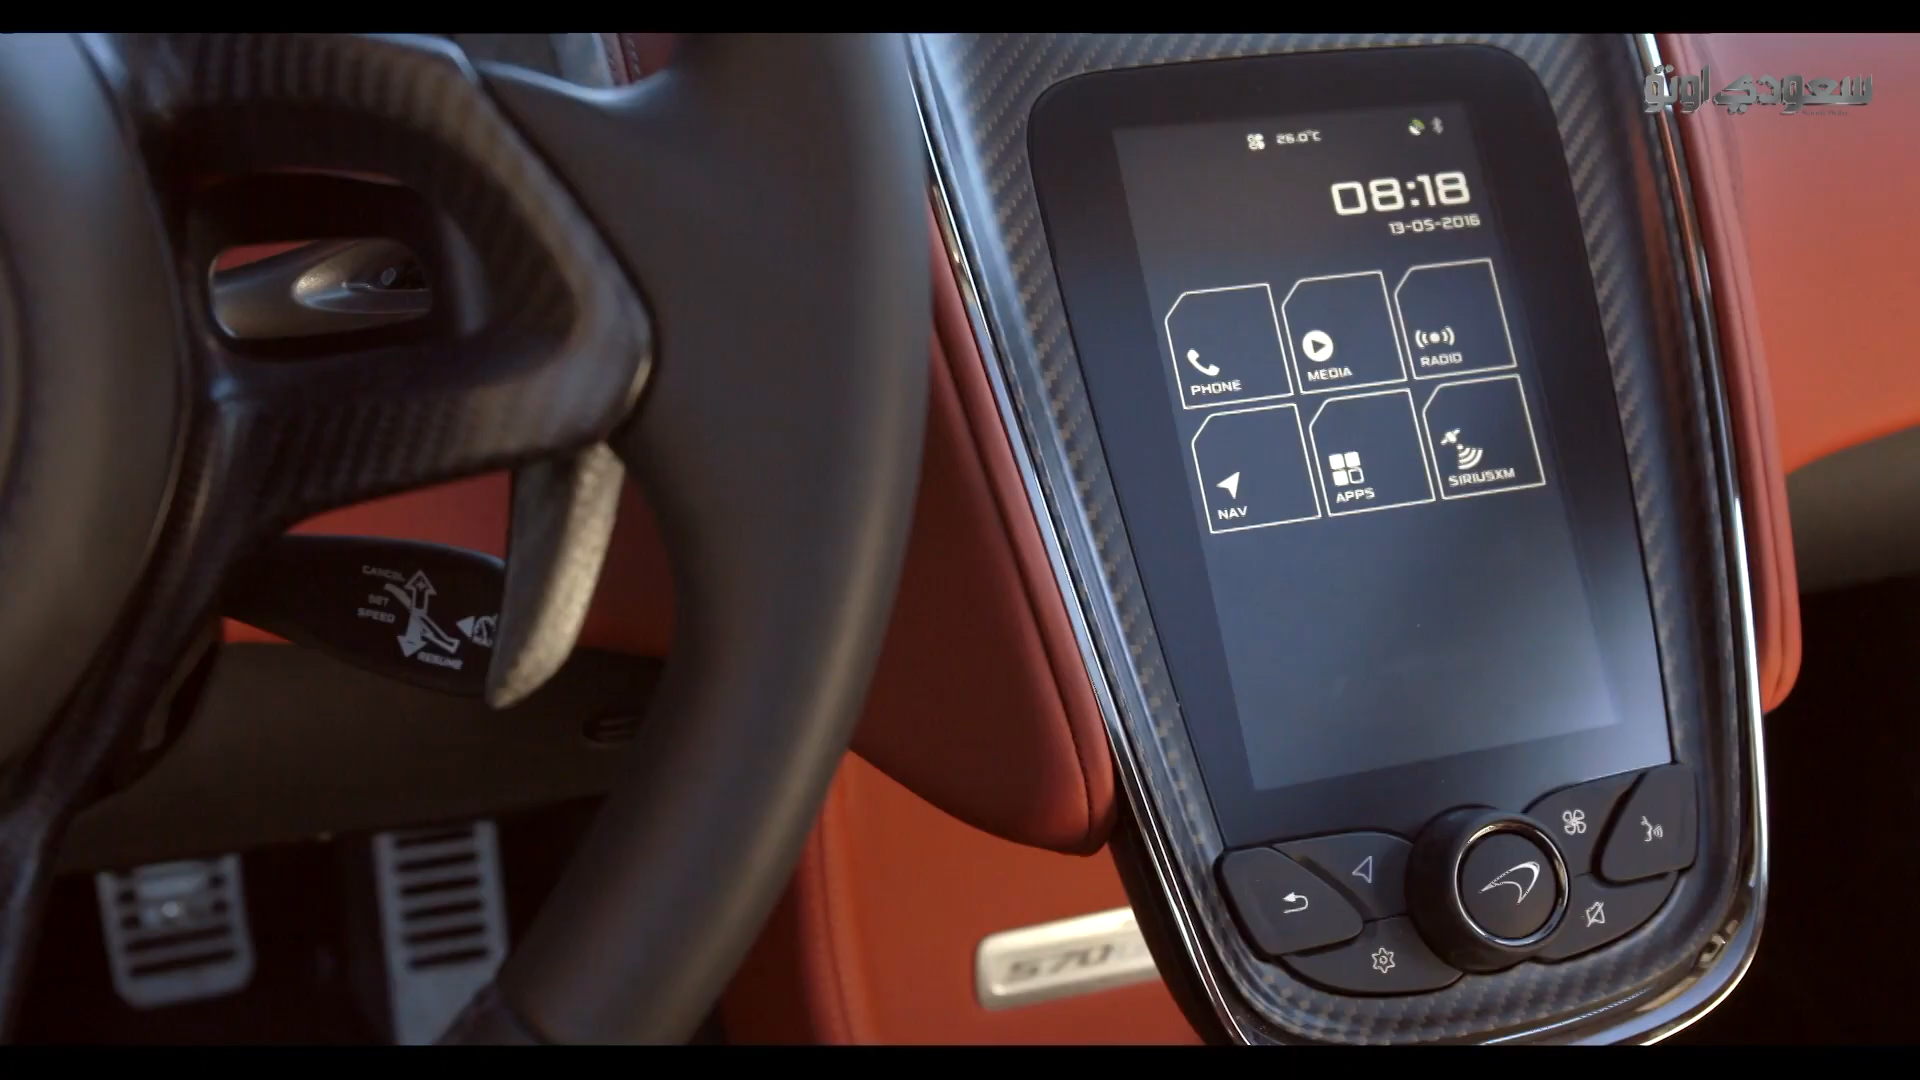 سعودي اوتو
26.0°C
08:18
13-05-2016
PHONE
MEDIA
RADIO
NAV
APPS
SIRIUSXM
CANCEL
SET
SPEED
RESUME
570